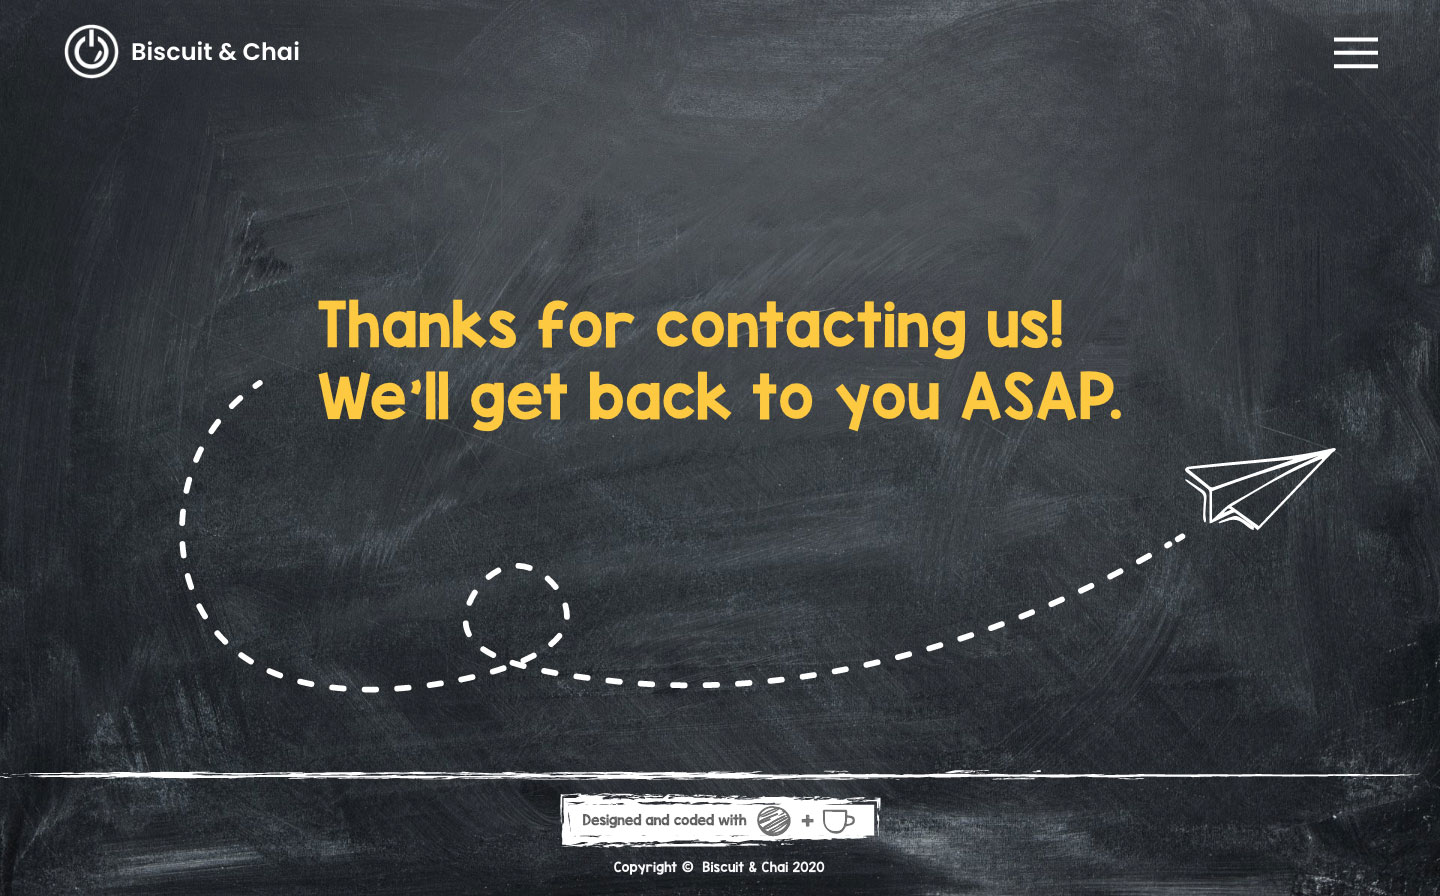 Biscuit & Chai
Thanks for contacting us!
We'll get back to you ASAP.
Designed and coded with +
Copyright © Biscuit & Chai 2020